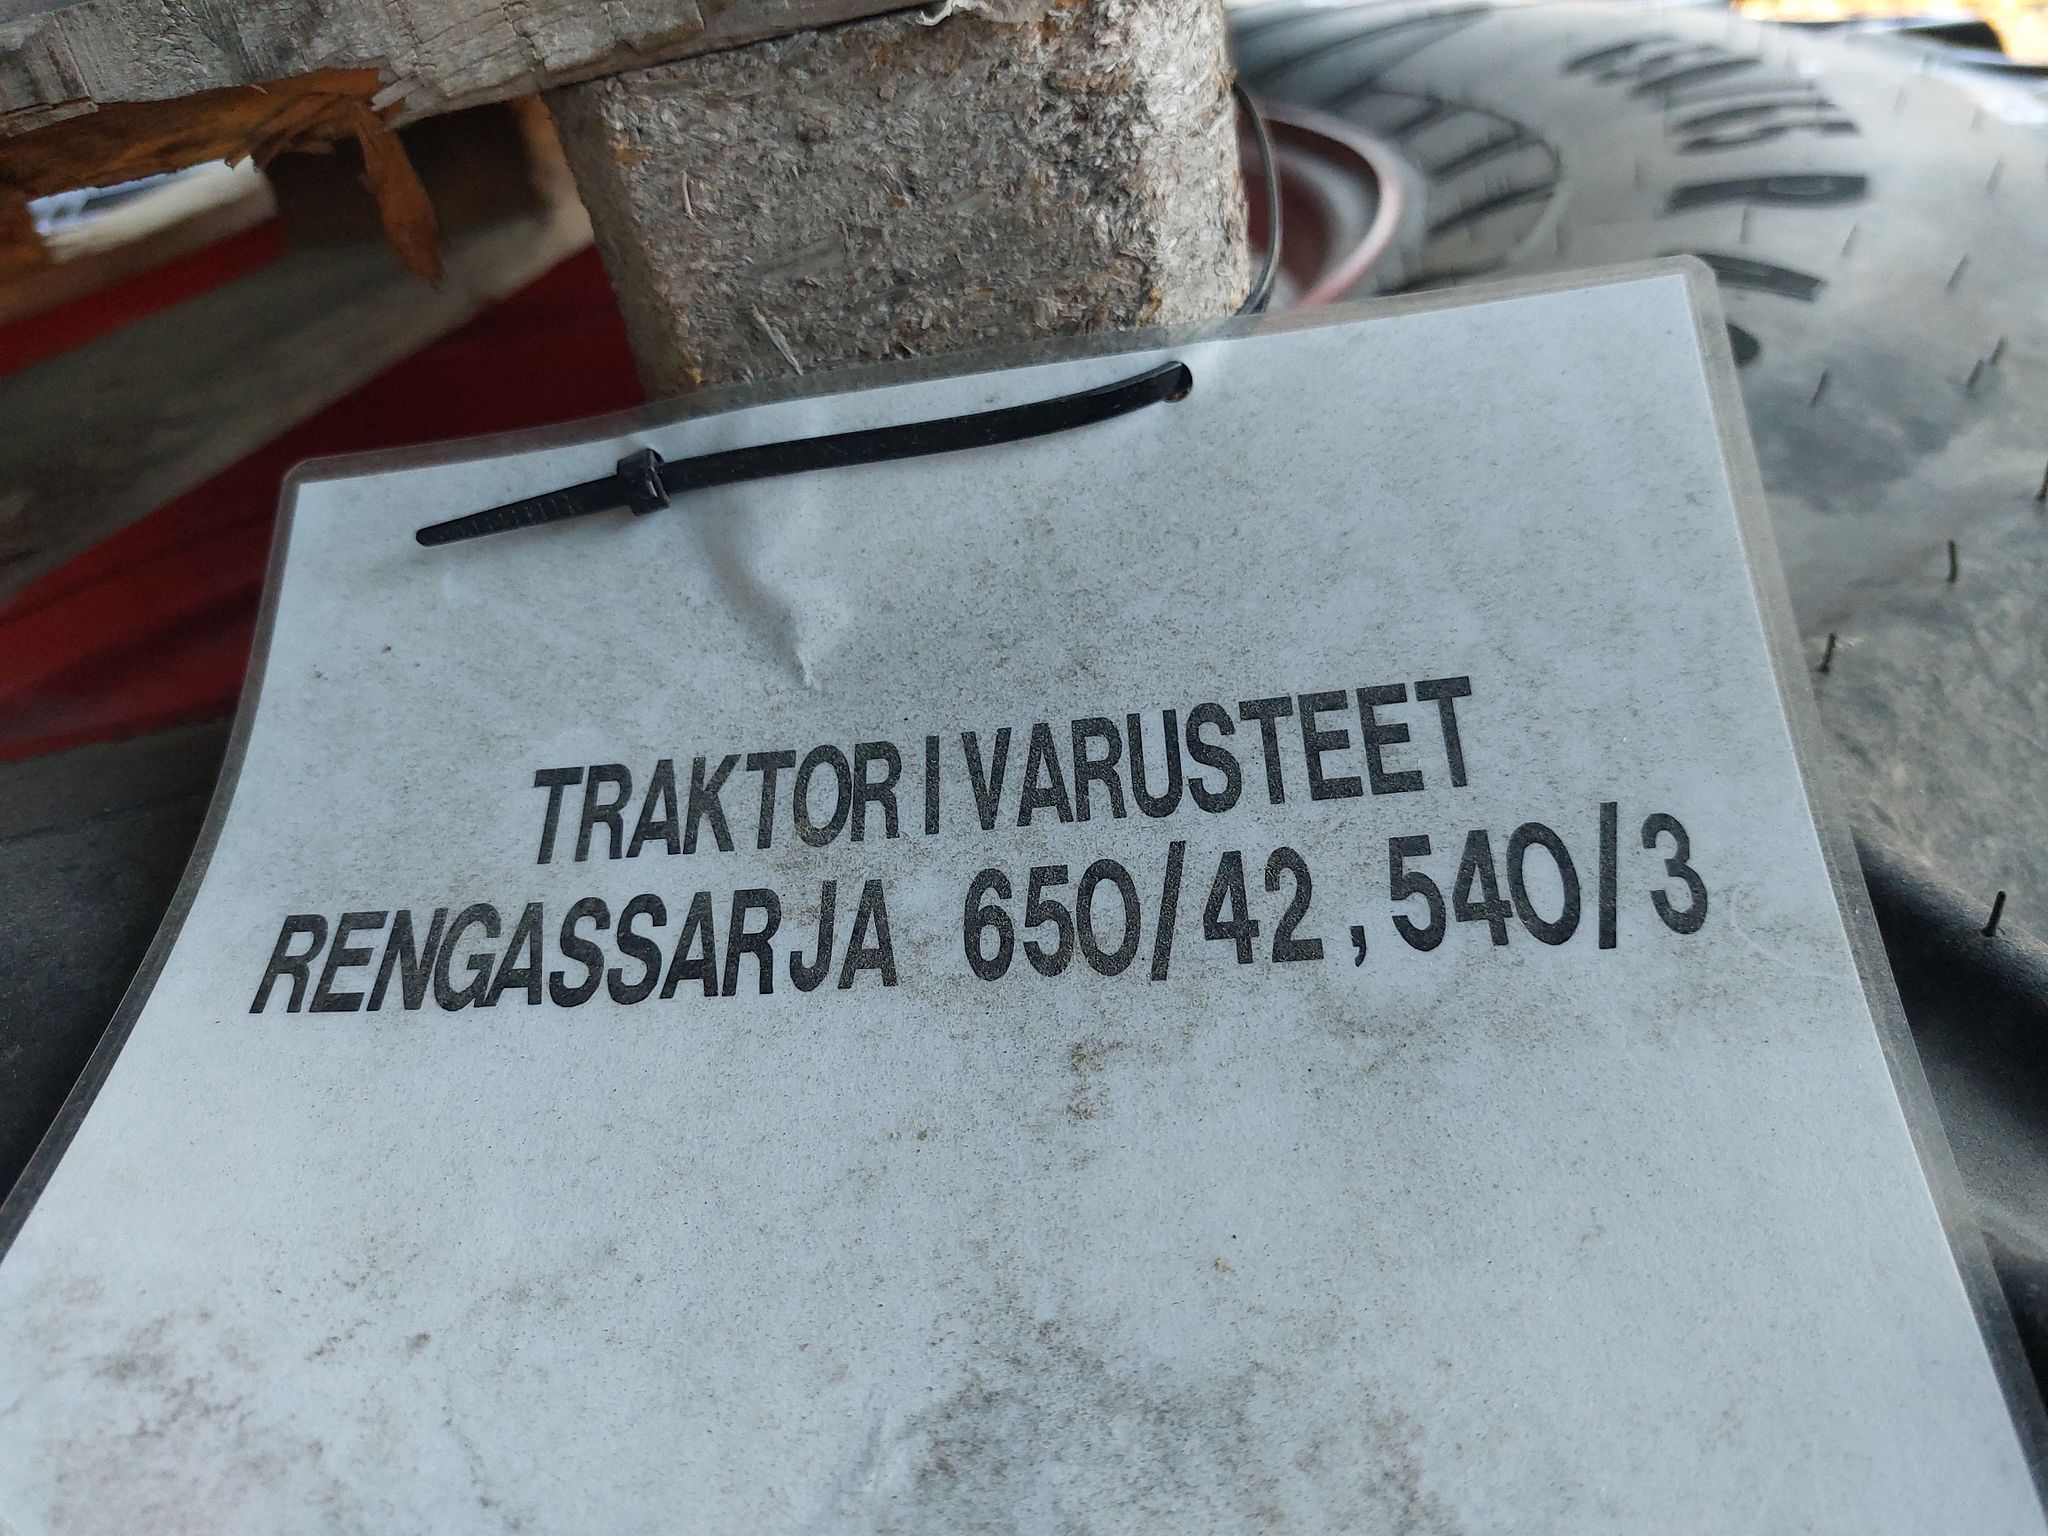 TRAKTORIVARUSTEET
RENGASSARJA 650/42,540/3